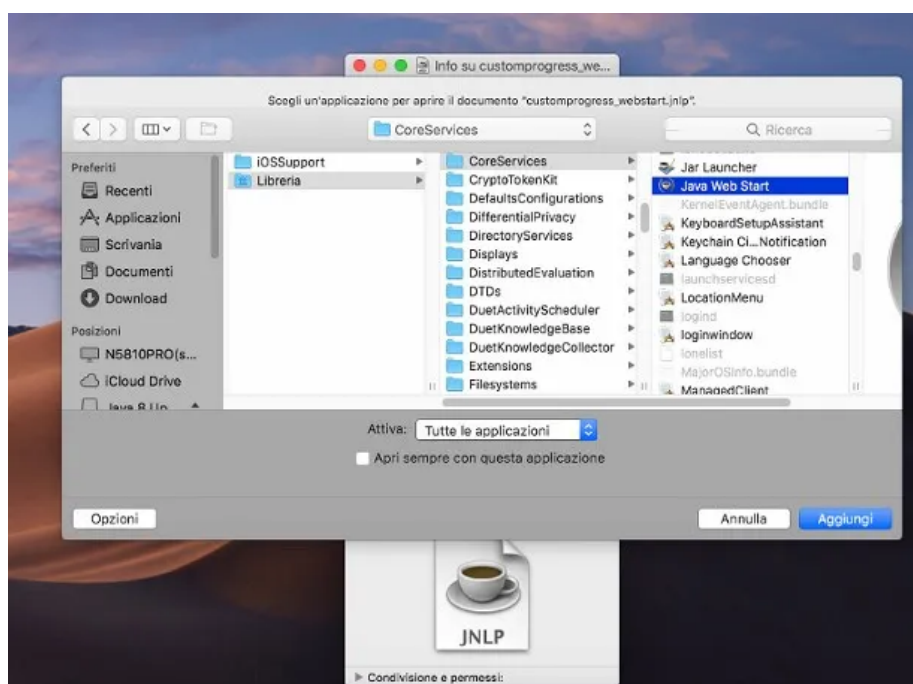 Info su customprogress_we...
Scegli un'applicazione per aprire il documento "customprogress_webstart.jnlp".
CoreServices
Ricerca
Preferiti
Recenti
Applicazioni
Scrivania
Documenti
Download
Posizioni
N5810PRO(s...
iCloud Drive
Java 8 Up
iOSSupport
Libreria
CoreServices
CryptoTokenKit
DefaultsConfigurations
DifferentialPrivacy
DirectoryServices
Displays
DistributedEvaluation
DTDs
DuetActivityScheduler
DuetKnowledgeBase
DuetKnowledgeCollector
Extensions
Filesystems
Jar Launcher
Java Web Start
KernelEventAgent.bundle
KeyboardSetupAssistant
Keychain Ci...Notification
Language Chooser
launchservicesd
LocationMenu
logind
loginwindow
lonelist
MajorOSInfo.bundle
ManagedClient
Attiva: Tutte le applicazioni
Apri sempre con questa applicazione
Opzioni
Annulla
Aggiungi
JNLP
Condivisione e permessi: